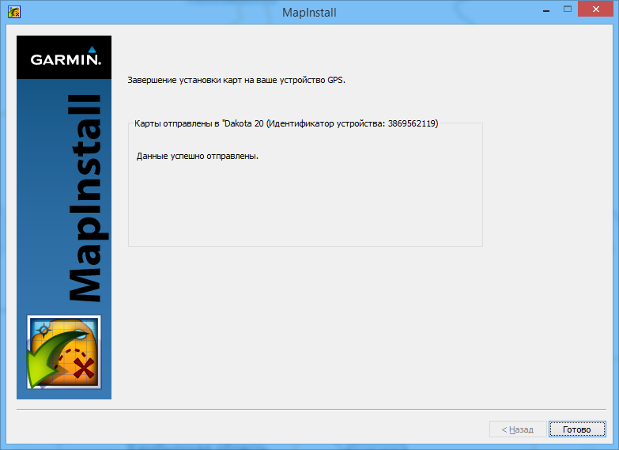 MapInstall
GARMIN.
MapInstall
Завершение установки карт на ваше устройство GPS.
Карты отправлены в "Dakota 20 (Идентификатор устройства: 3869562119)
Данные успешно отправлены.
< Назад
Готово